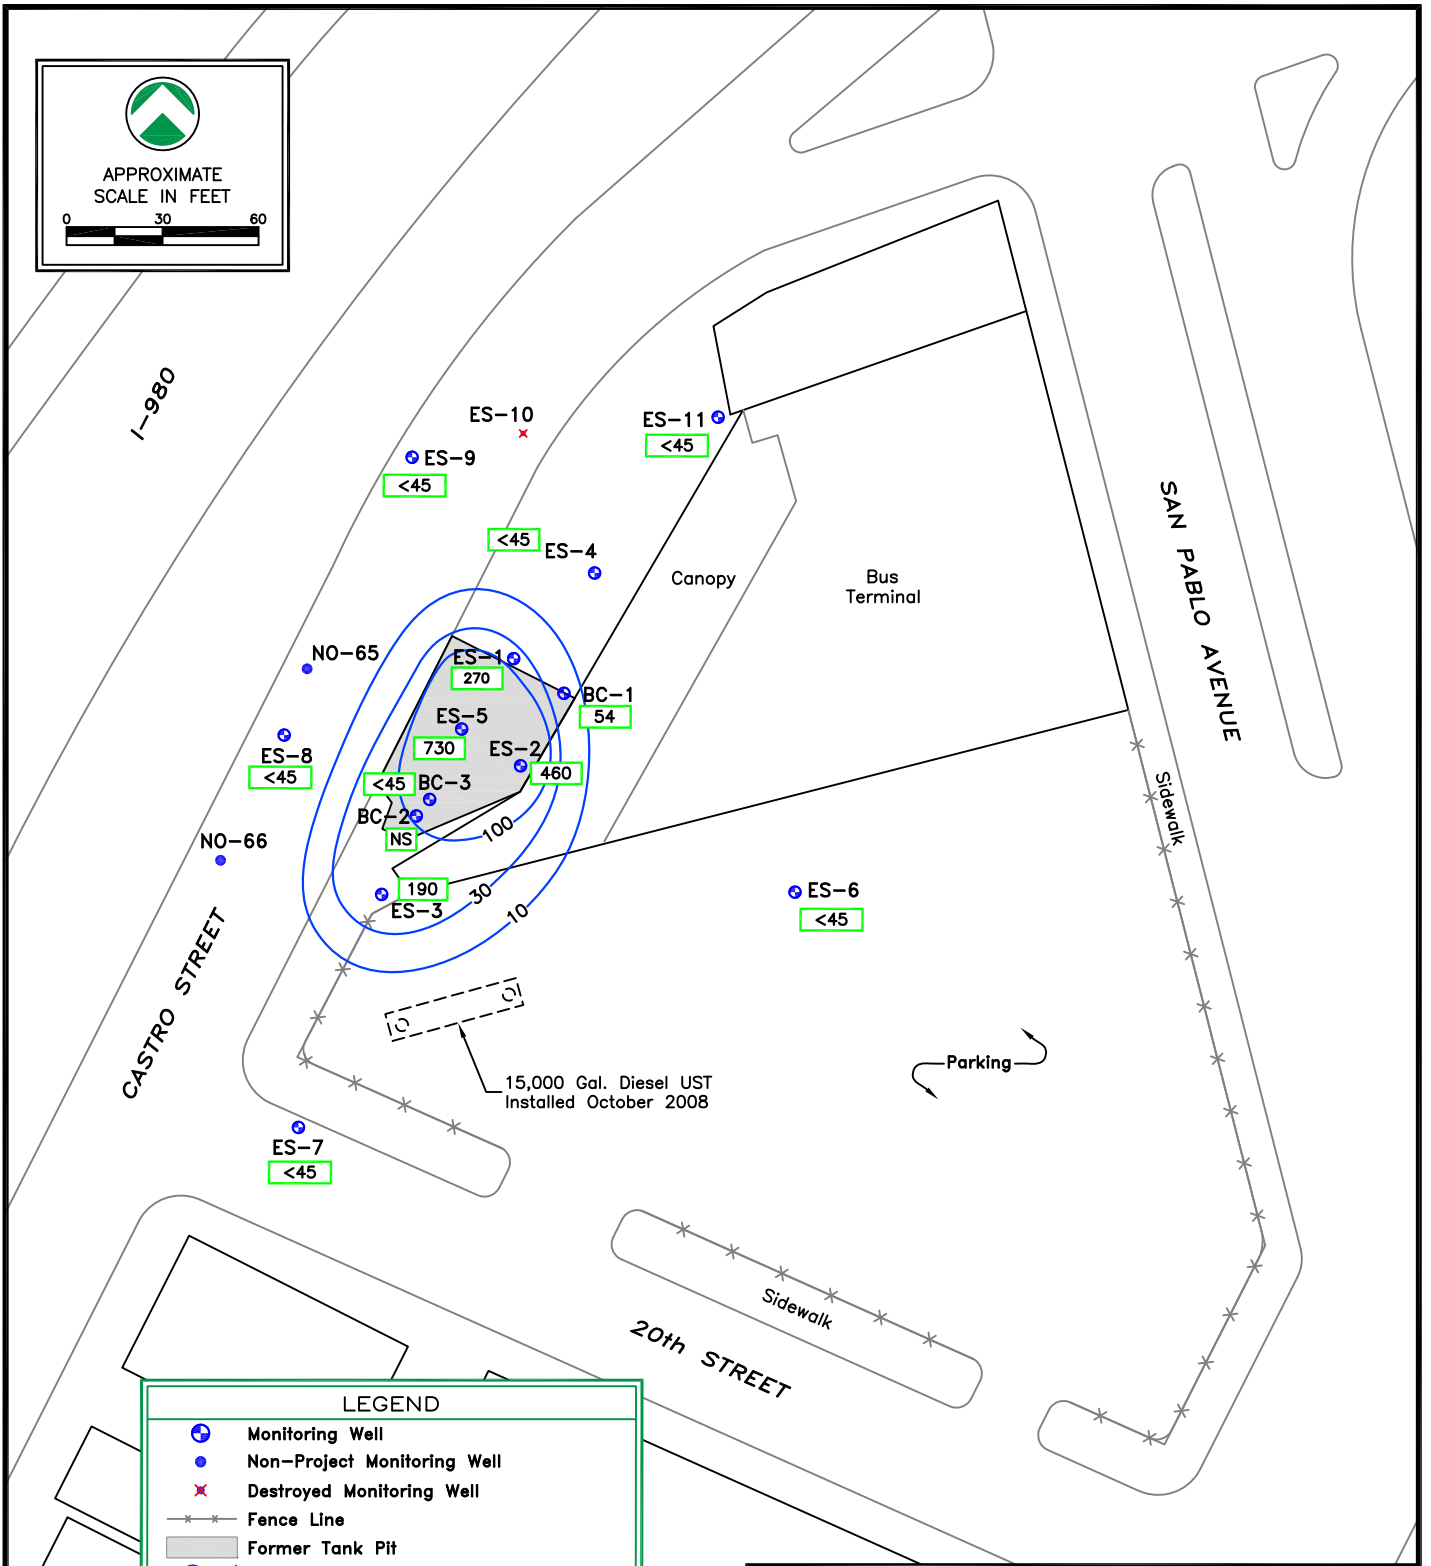 APPROXIMATE
SCALE IN FEET
0 30 60
I-980
ES-10
ES-11
<45
ES-9
<45
<45
ES-4
Canopy
Bus
Terminal
SAN PABLO AVENUE
NO-65
ES-1
270
BC-1
54
ES-5
730
ES-2
460
ES-8
<45
<45
BC-3
BC-2
NS
100
NO-66
190
ES-3
30
10
ES-6
<45
Sidewalk
CASTRO STREET
15,000 Gal. Diesel UST
Installed October 2008
Parking
ES-7
<45
Sidewalk
20th STREET
LEGEND
Monitoring Well
Non-Project Monitoring Well
Destroyed Monitoring Well
Fence Line
Former Tank Pit